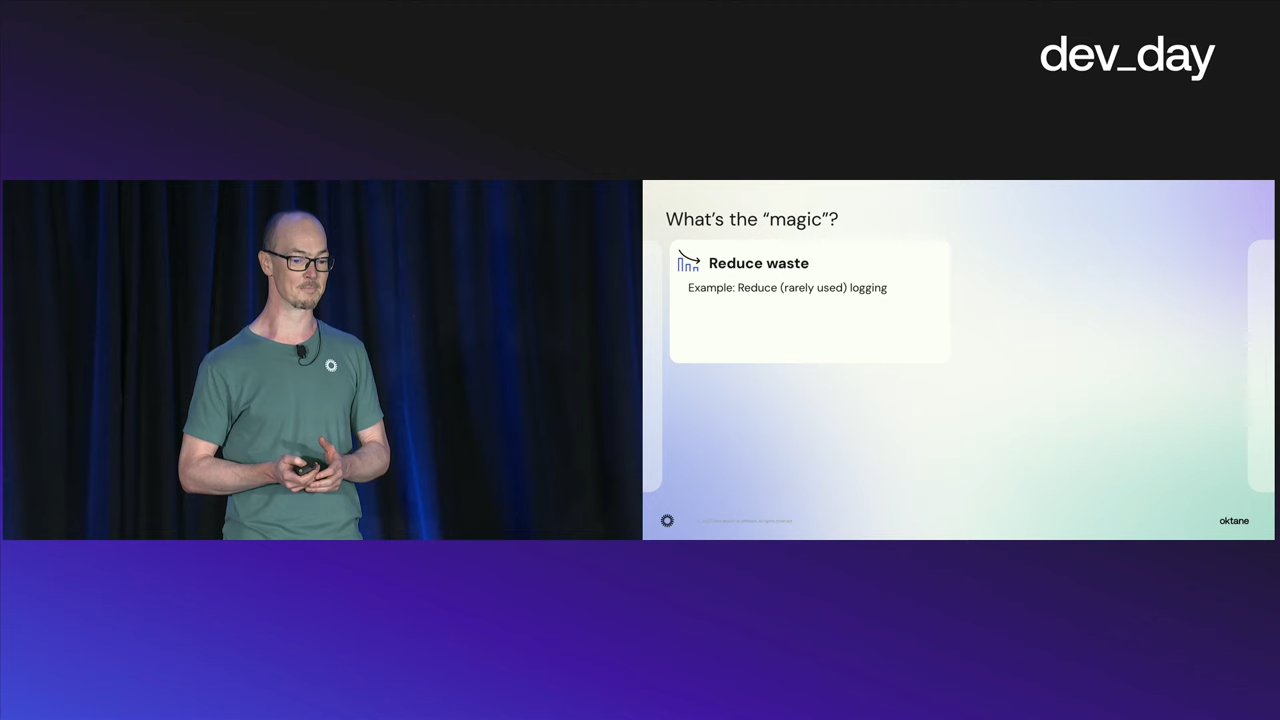 dev_day
What's the “magic”?
Reduce waste
Example: Reduce (rarely used) logging
oktane